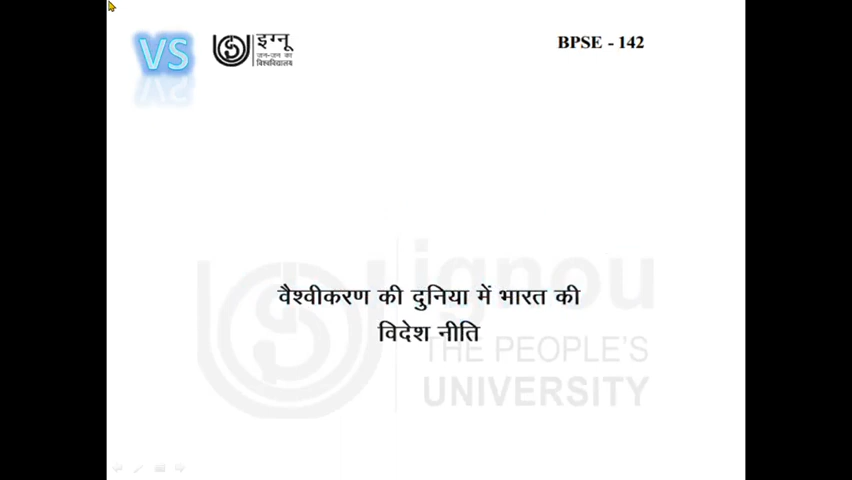 VS
इग्नू
जन-जन का
विश्वविद्यालय
BPSE - 142
ignou
वैश्वीकरण की दुनिया में भारत की
विदेश नीति
THE PEOPLE'S
UNIVERSITY